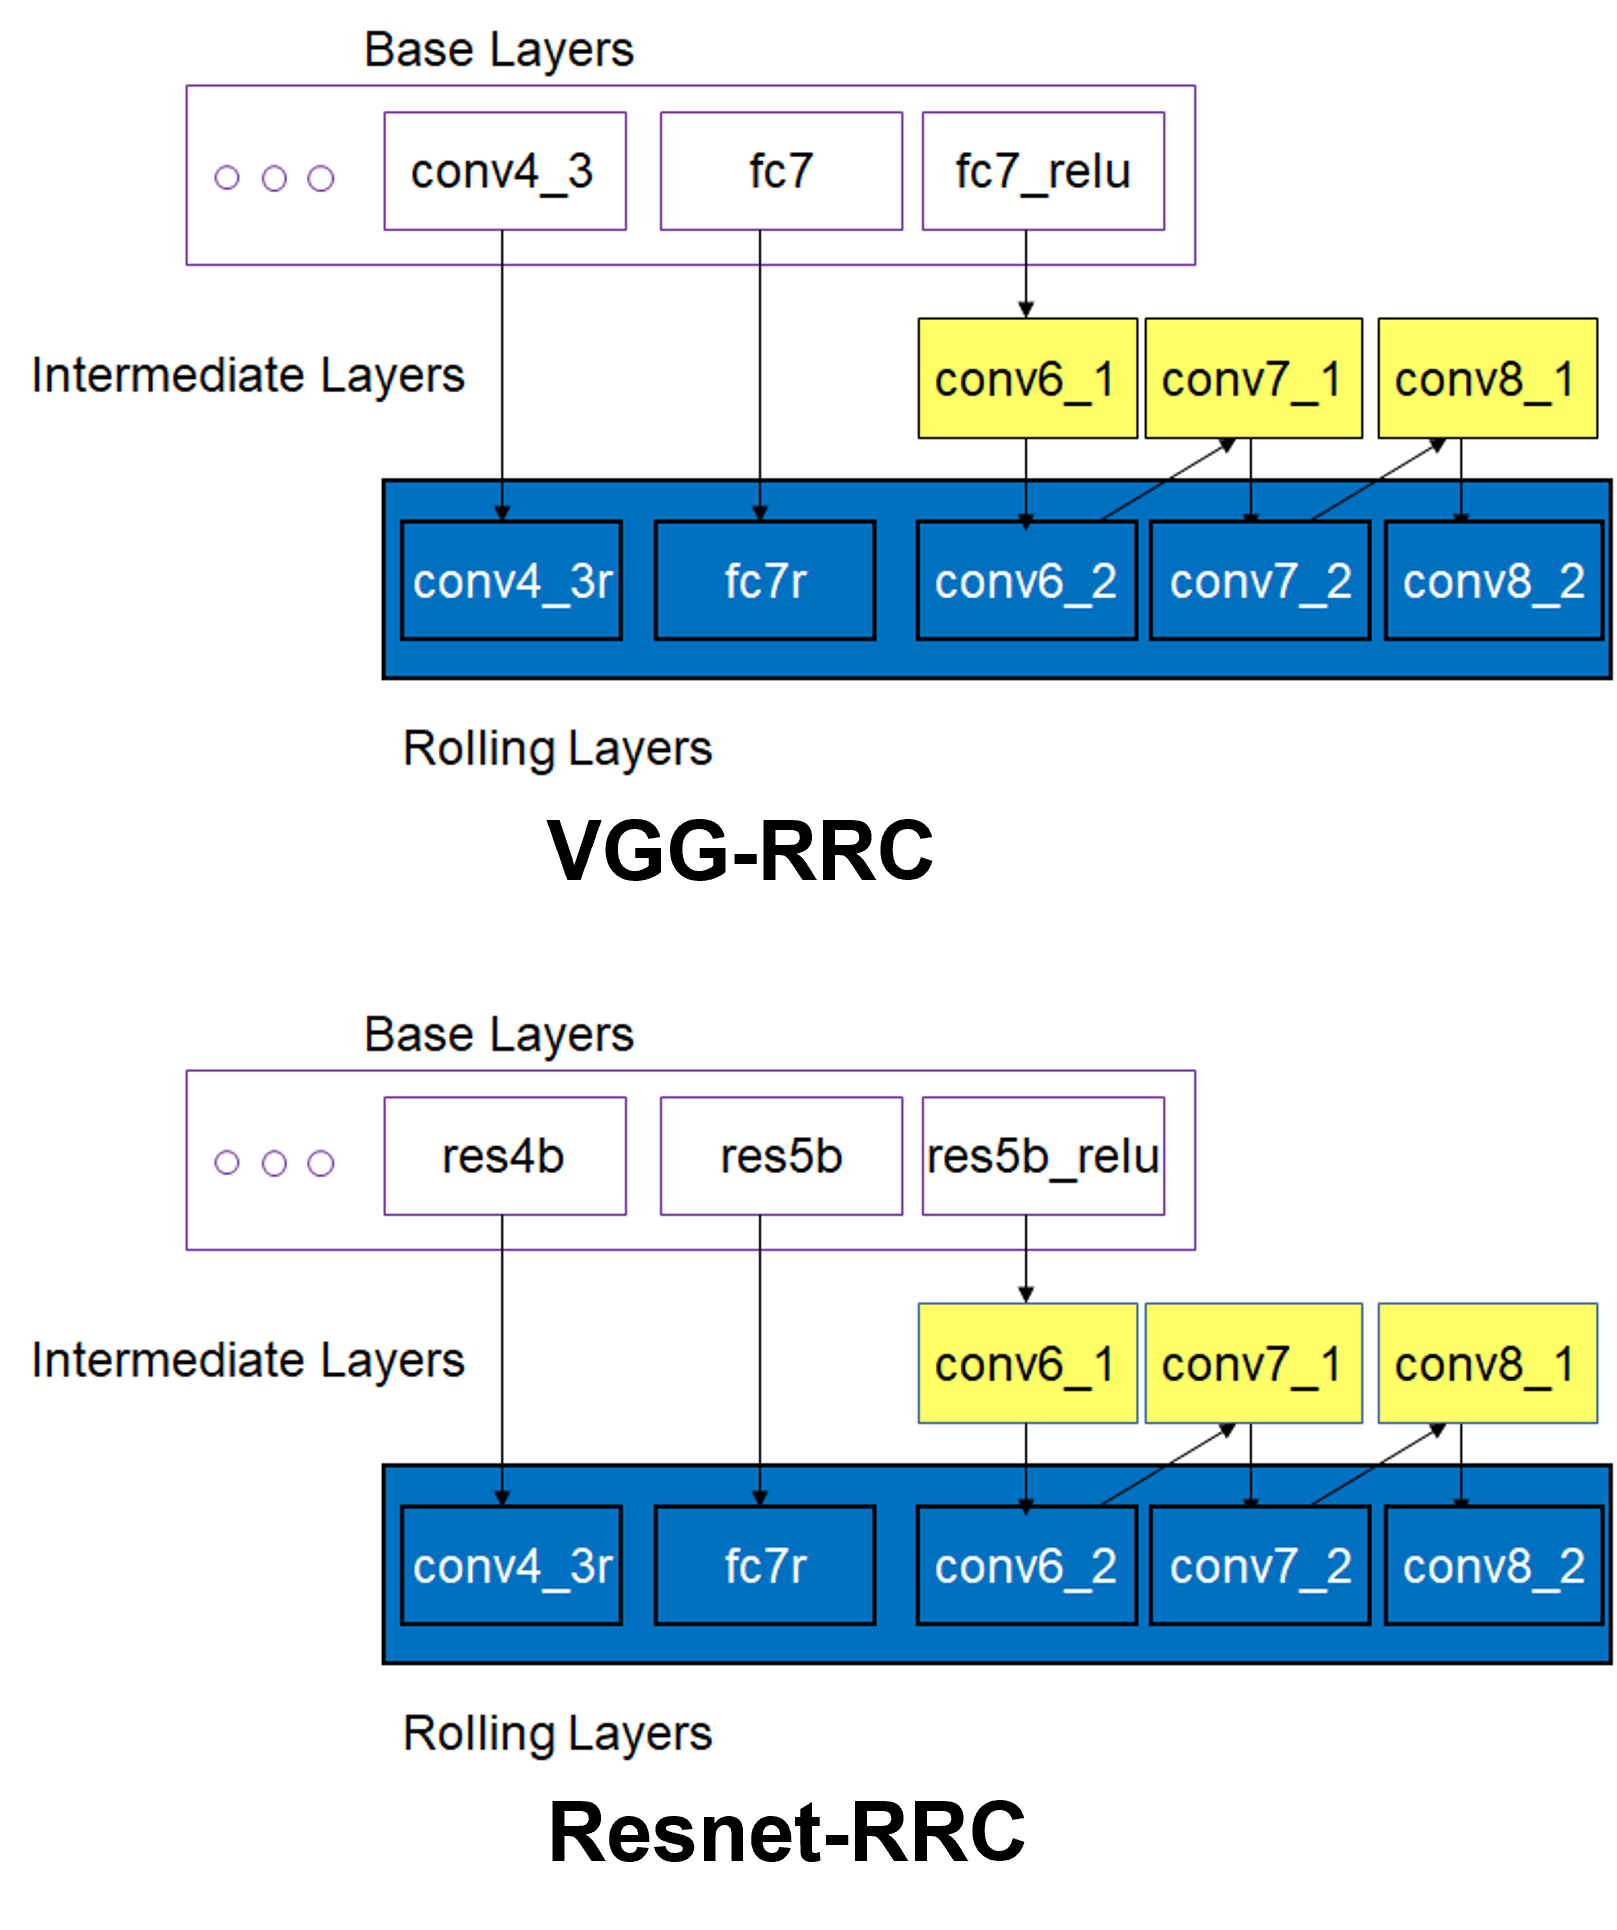 Base Layers
conv4_3 fc7 fc7_relu
Intermediate Layers
conv6_1 conv7_1 conv8_1
conv4_3r fc7r conv6_2 conv7_2 conv8_2
Rolling Layers
VGG-RRC
Base Layers
res4b res5b res5b_relu
Intermediate Layers
conv6_1 conv7_1 conv8_1
conv4_3r fc7r conv6_2 conv7_2 conv8_2
Rolling Layers
Resnet-RRC